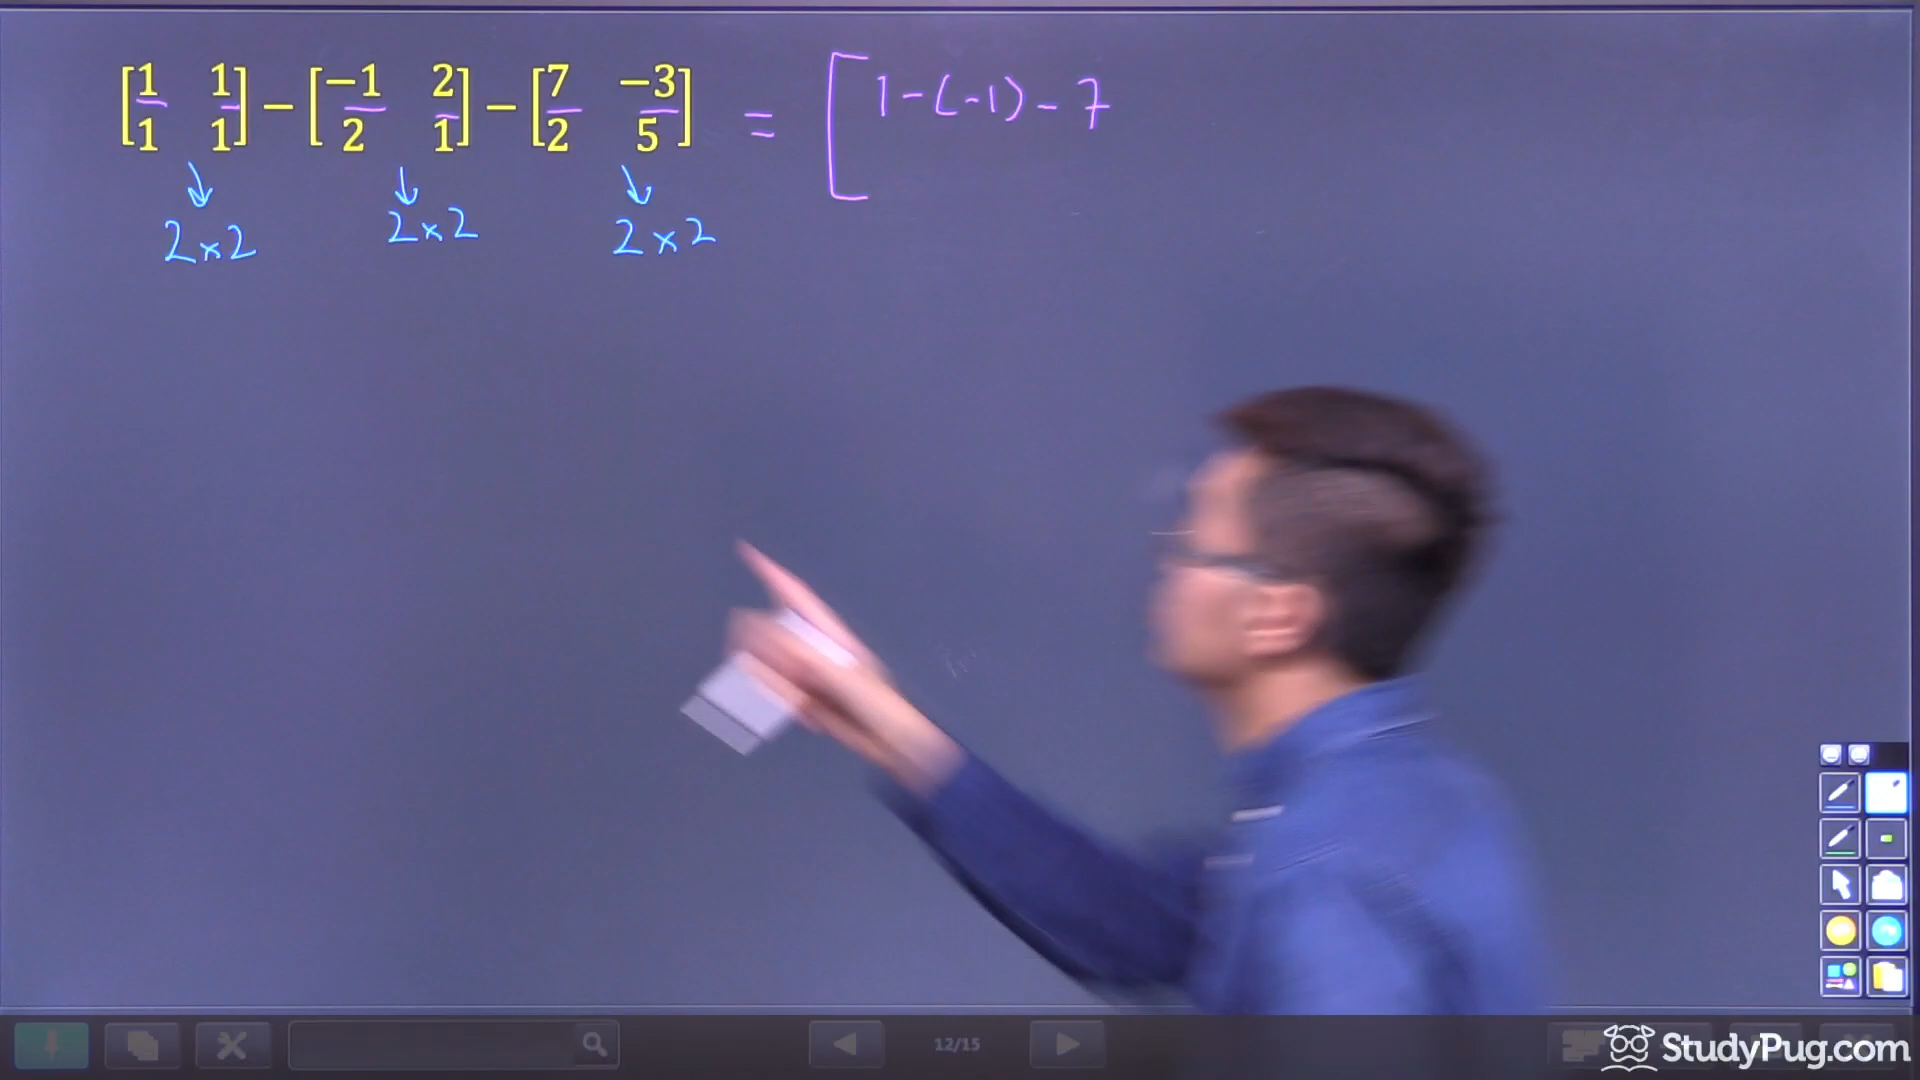 [1 1] − [−1 2] − [7 −3] = [ 1-(-1)-7
[1 1] [2 1] [2 5]
2×2 2×2 2×2
12/15
StudyPug.com